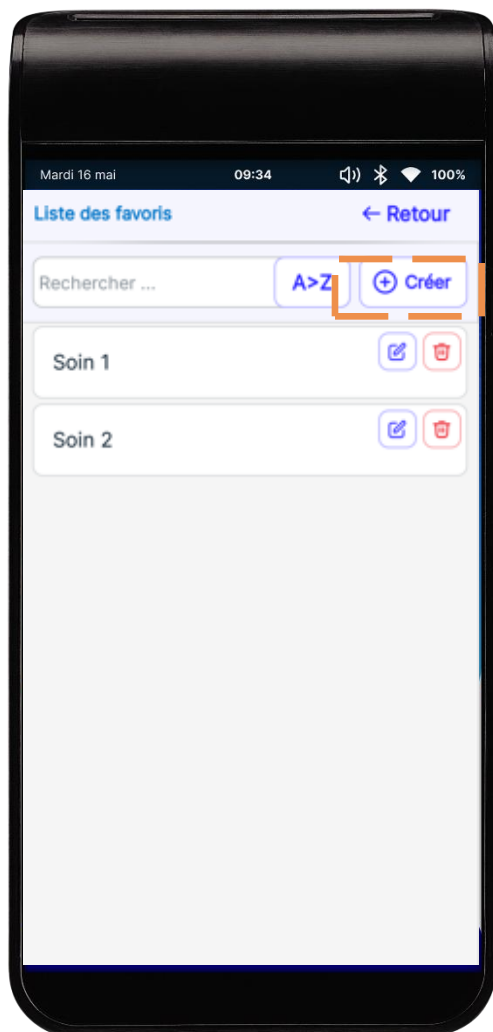 Mardi 16 mai 09:34 100%
Liste des favoris ← Retour
Rechercher ... A>Z Créer
Soin 1
Soin 2